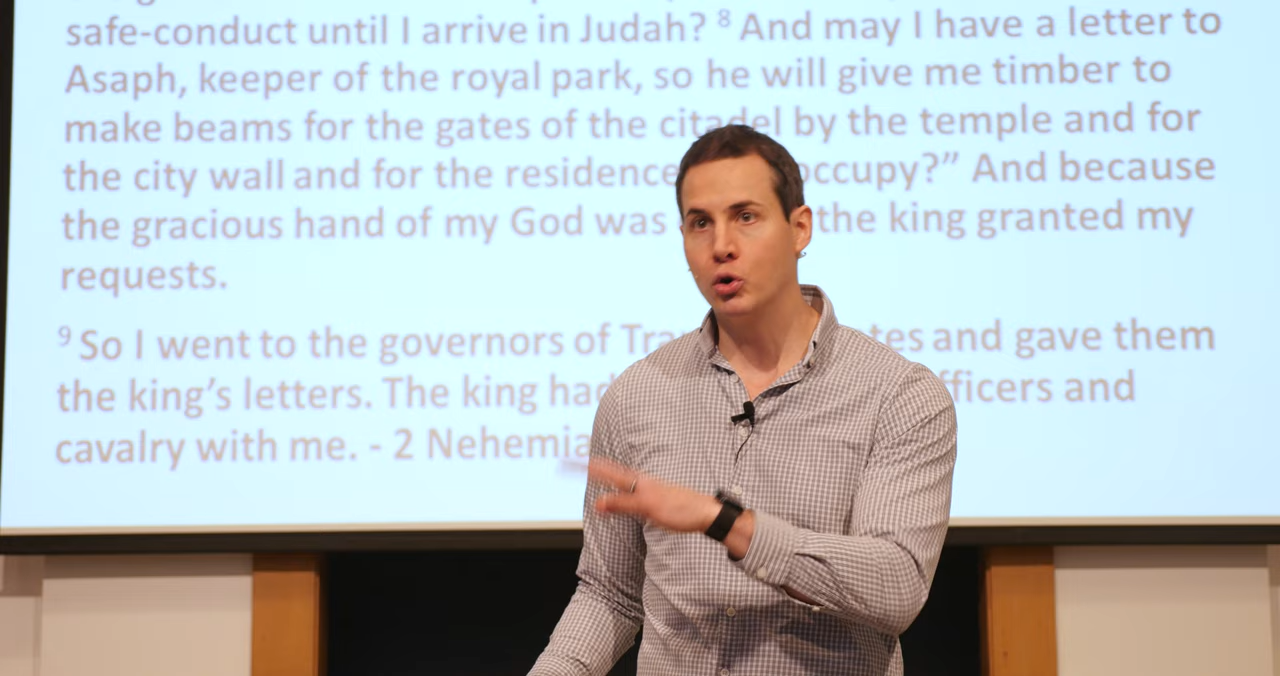 safe-conduct until I arrive in Judah? 8 And may I have a letter to
Asaph, keeper of the royal park, so he will give me timber to
make beams for the gates of the citadel by the temple and for
the city wall and for the residence occupy?” And because
the gracious hand of my God was the king granted my
requests.
9 So I went to the governors of and gave them
the king’s letters. The king had and
cavalry with me. - 2